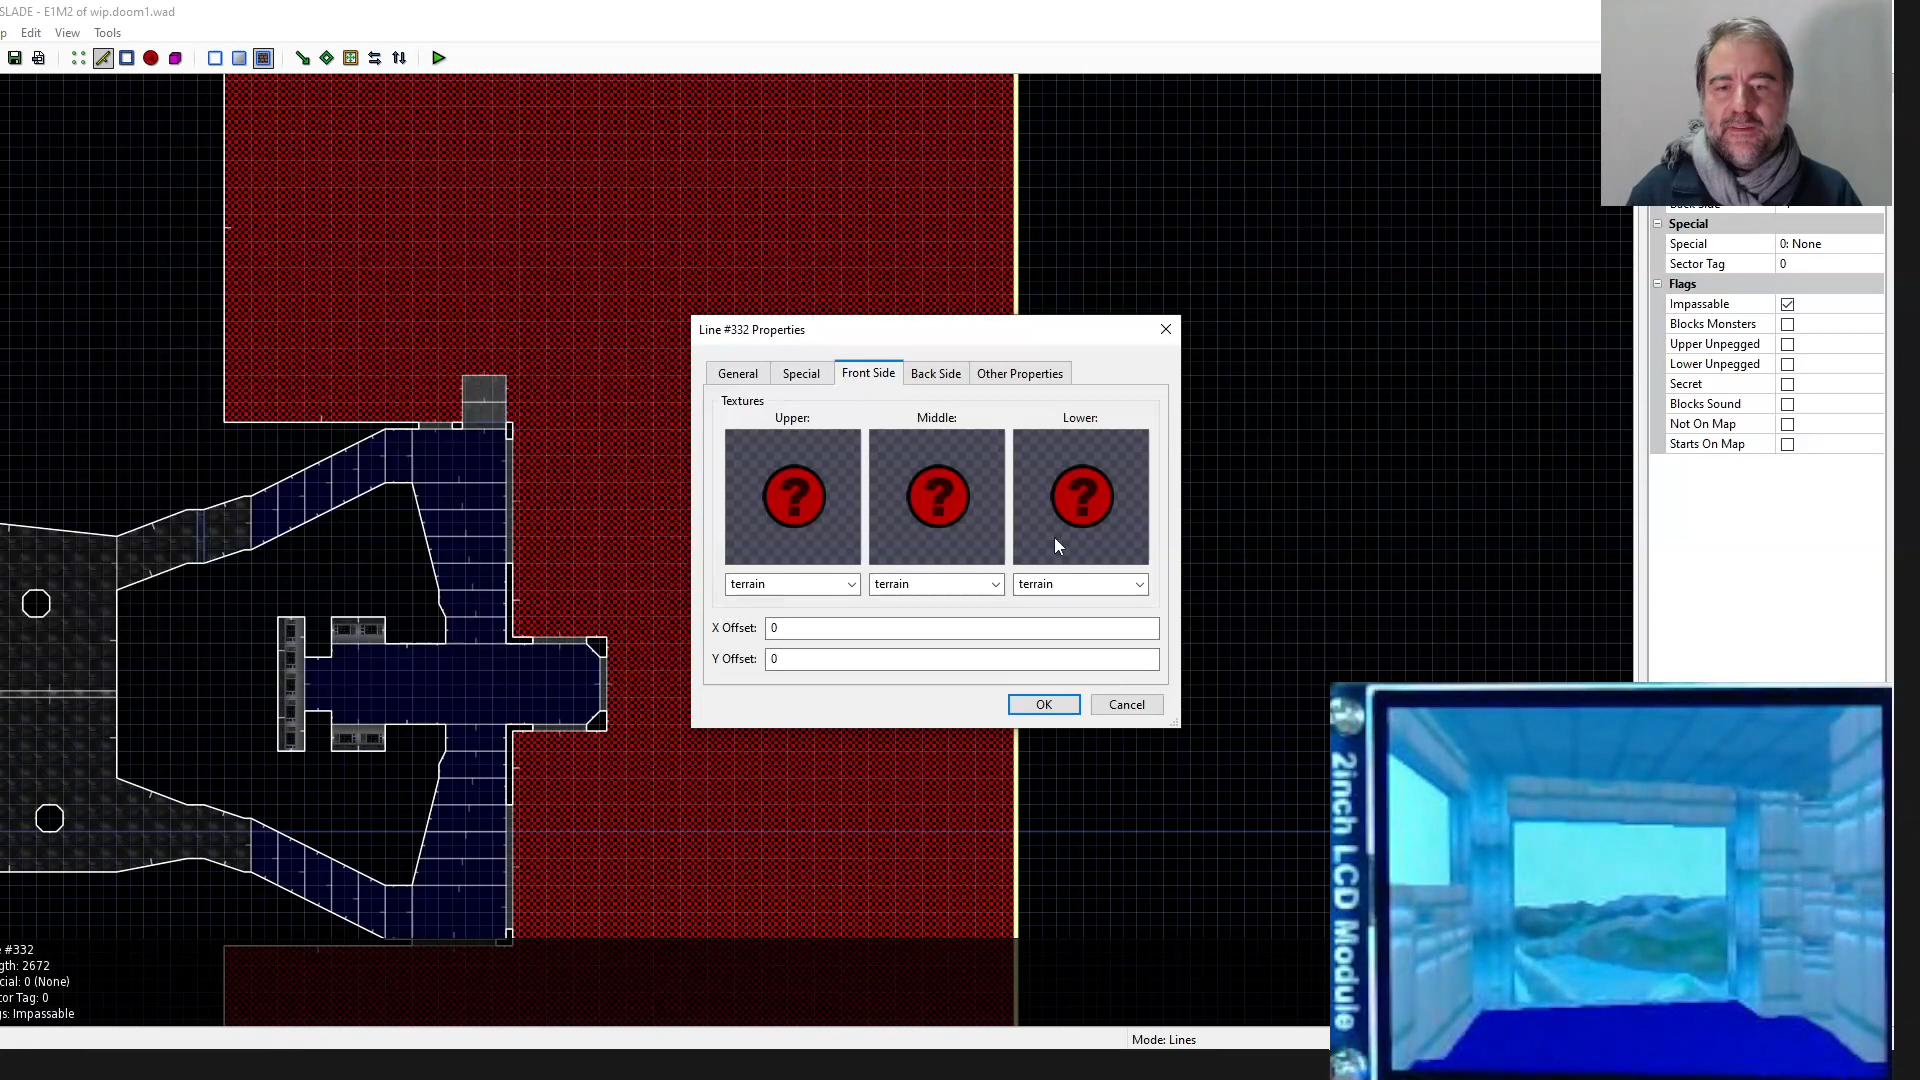 SLADE - E1M2 of wip.doom1.wad
p Edit View Tools
Special
Special 0: None
Sector Tag 0
Flags
Impassable
Blocks Monsters
Upper Unpegged
Lower Unpegged
Secret
Blocks Sound
Not On Map
Starts On Map
Line #332 Properties
General Special Front Side Back Side Other Properties
Textures
Upper: Middle: Lower:
? ? ?
terrain terrain terrain
X Offset: 0
Y Offset: 0
OK Cancel
e #332
gth: 2672
cial: 0 (None)
tor Tag: 0
gs: Impassable
Mode: Lines
2inch LCD Module